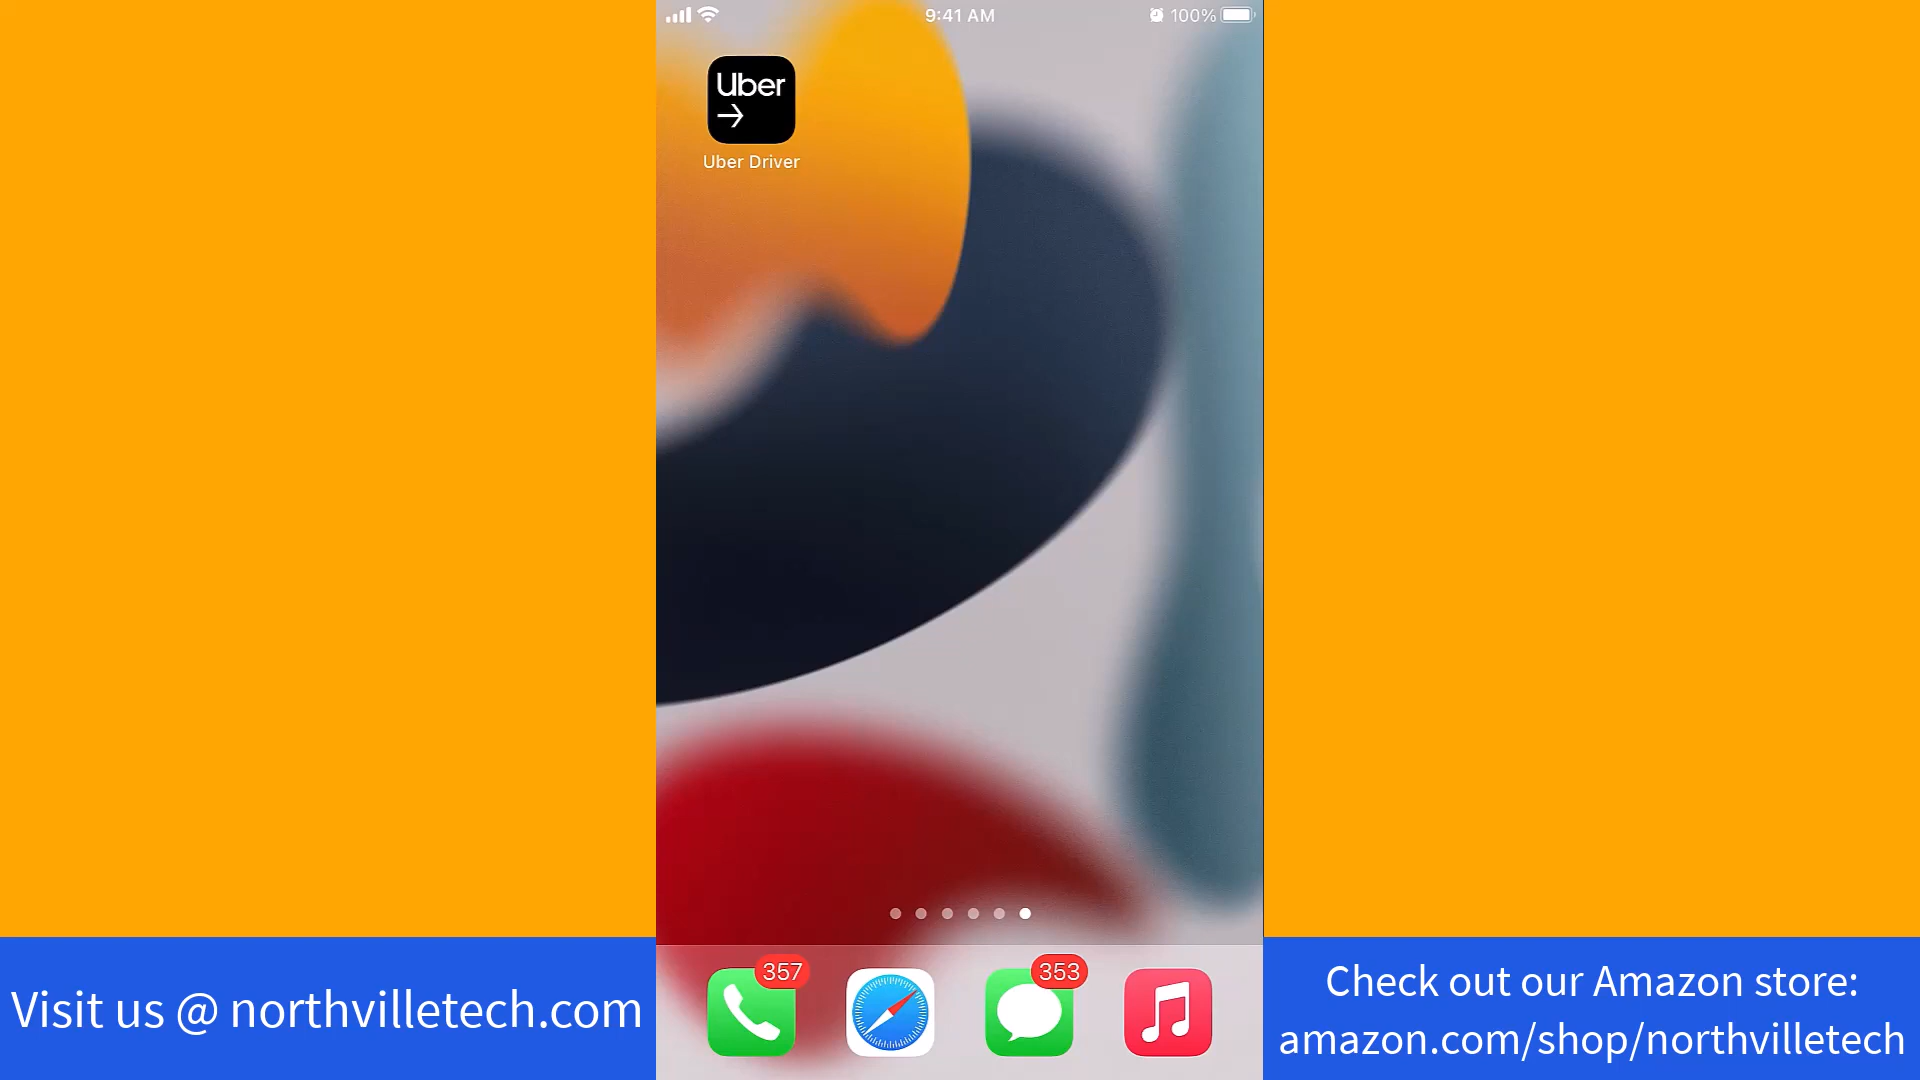 9:41 AM
100%
Uber
Uber Driver
357
353
Visit us @ northvilletech.com
Check out our Amazon store:
amazon.com/shop/northvilletech